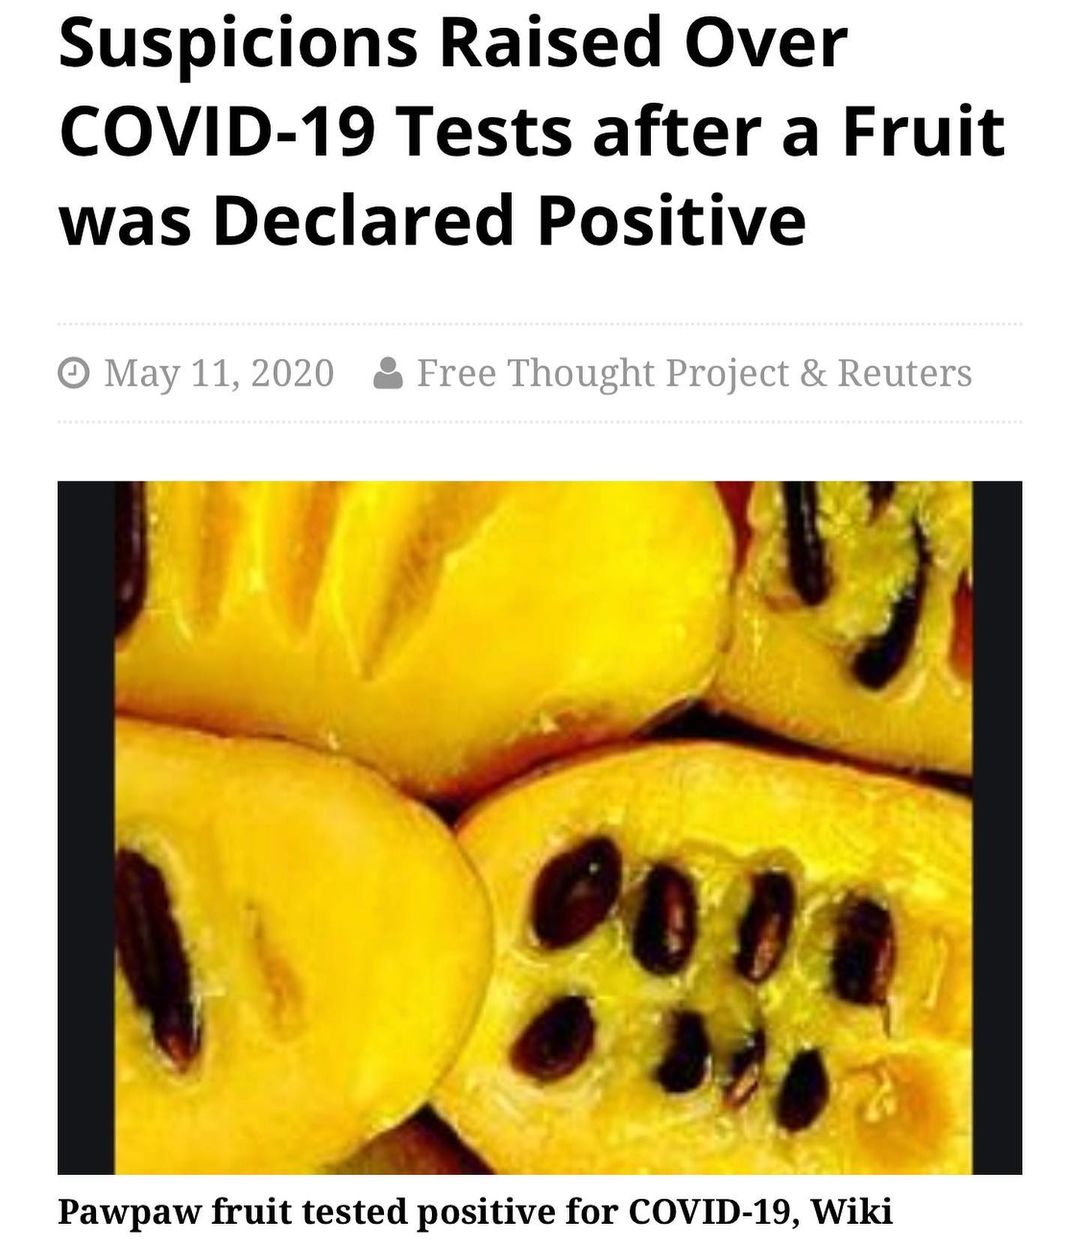 Suspicions Raised Over
COVID-19 Tests after a Fruit
was Declared Positive
May 11, 2020 Free Thought Project & Reuters
Pawpaw fruit tested positive for COVID-19, Wiki